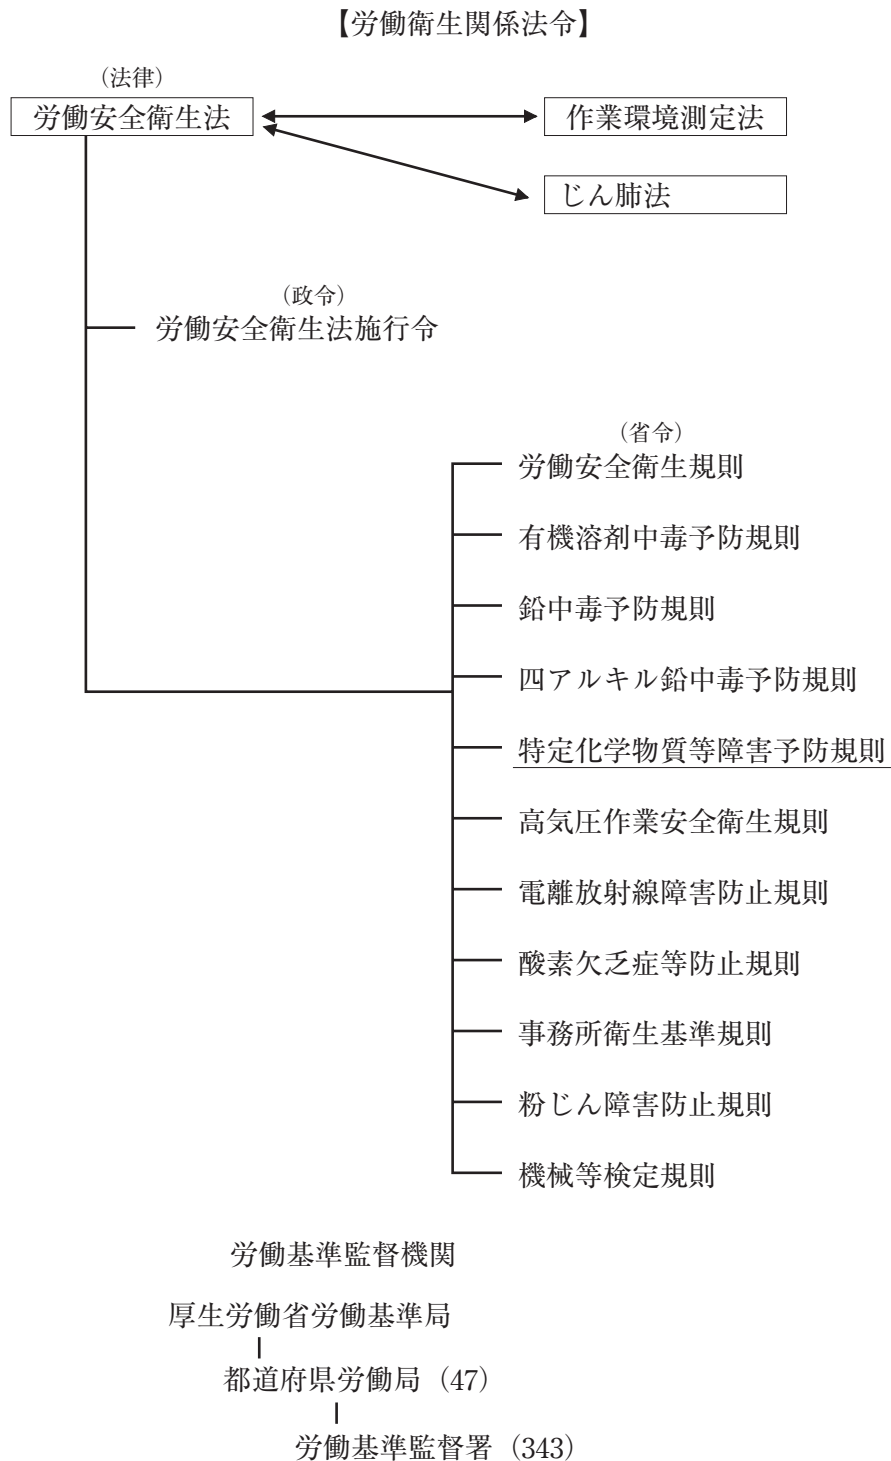 【労働衛生関係法令】
（法律）
労働安全衛生法
作業環境測定法
じん肺法
（政令）
労働安全衛生法施行令
（省令）
労働安全衛生規則
有機溶剤中毒予防規則
鉛中毒予防規則
四アルキル鉛中毒予防規則
特定化学物質等障害予防規則
高気圧作業安全衛生規則
電離放射線障害防止規則
酸素欠乏症等防止規則
事務所衛生基準規則
粉じん障害防止規則
機械等検定規則
労働基準監督機関
厚生労働省労働基準局
都道府県労働局（47）
労働基準監督署（343）